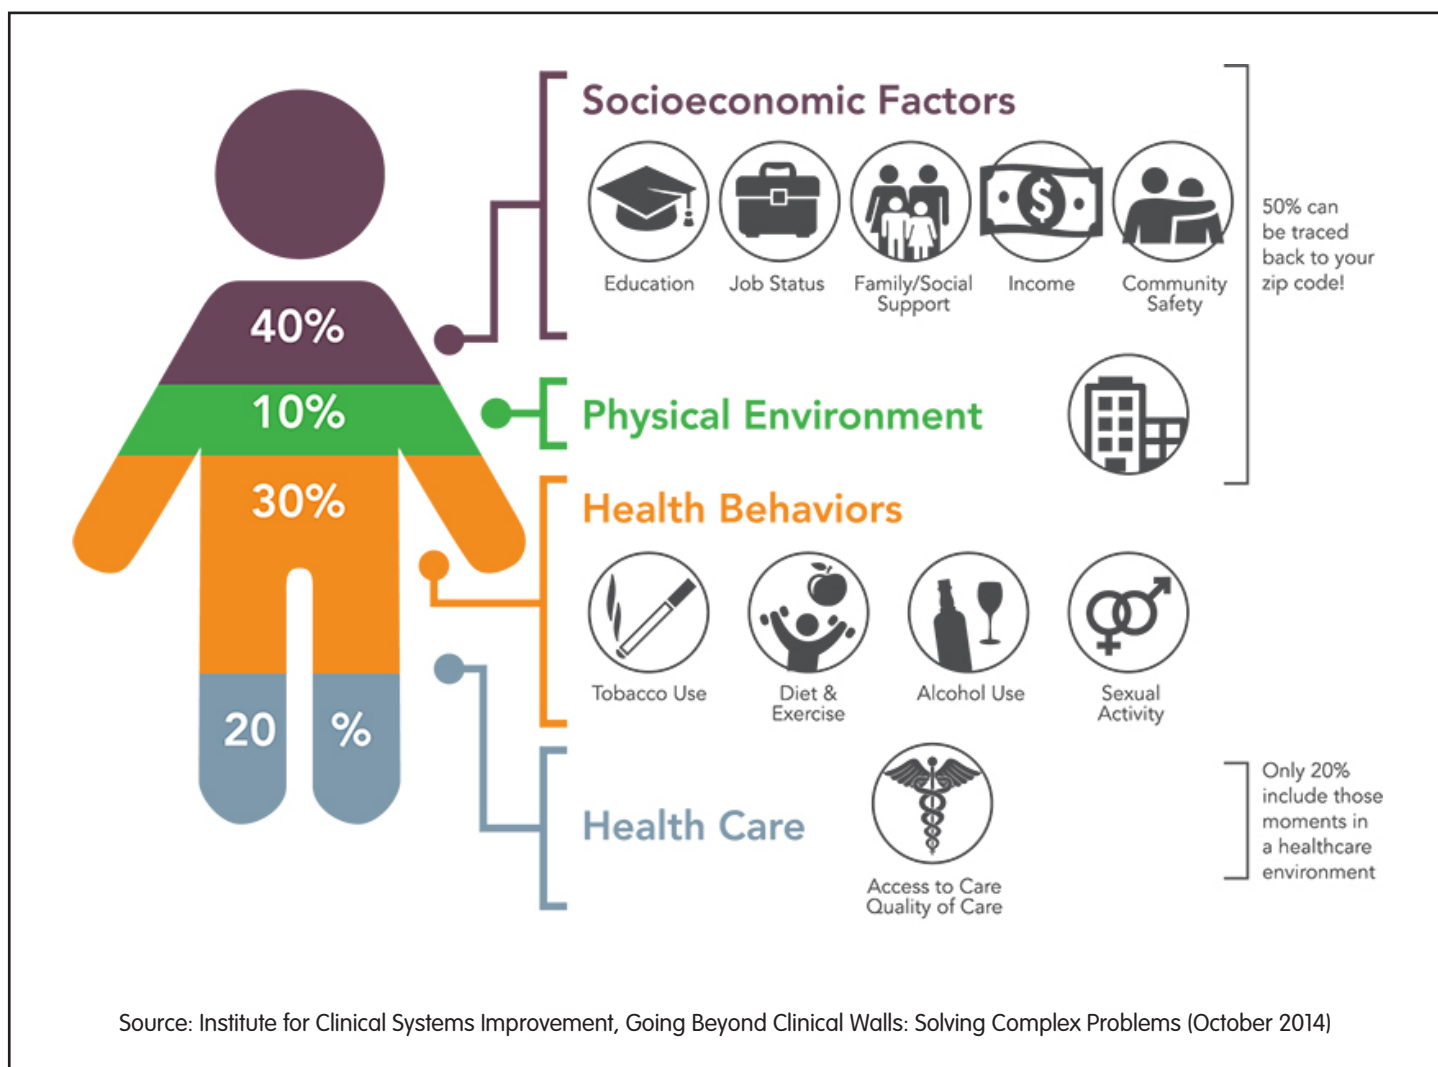 Socioeconomic Factors
Education
Job Status
Family/Social
Support
Income
Community
Safety
50% can
be traced
back to your
zip code!
40%
10%
Physical Environment
30%
Health Behaviors
Tobacco Use
Diet &
Exercise
Alcohol Use
Sexual
Activity
20 %
Health Care
Access to Care
Quality of Care
Only 20%
include those
moments in
a healthcare
environment
Source: Institute for Clinical Systems Improvement, Going Beyond Clinical Walls: Solving Complex Problems (October 2014)